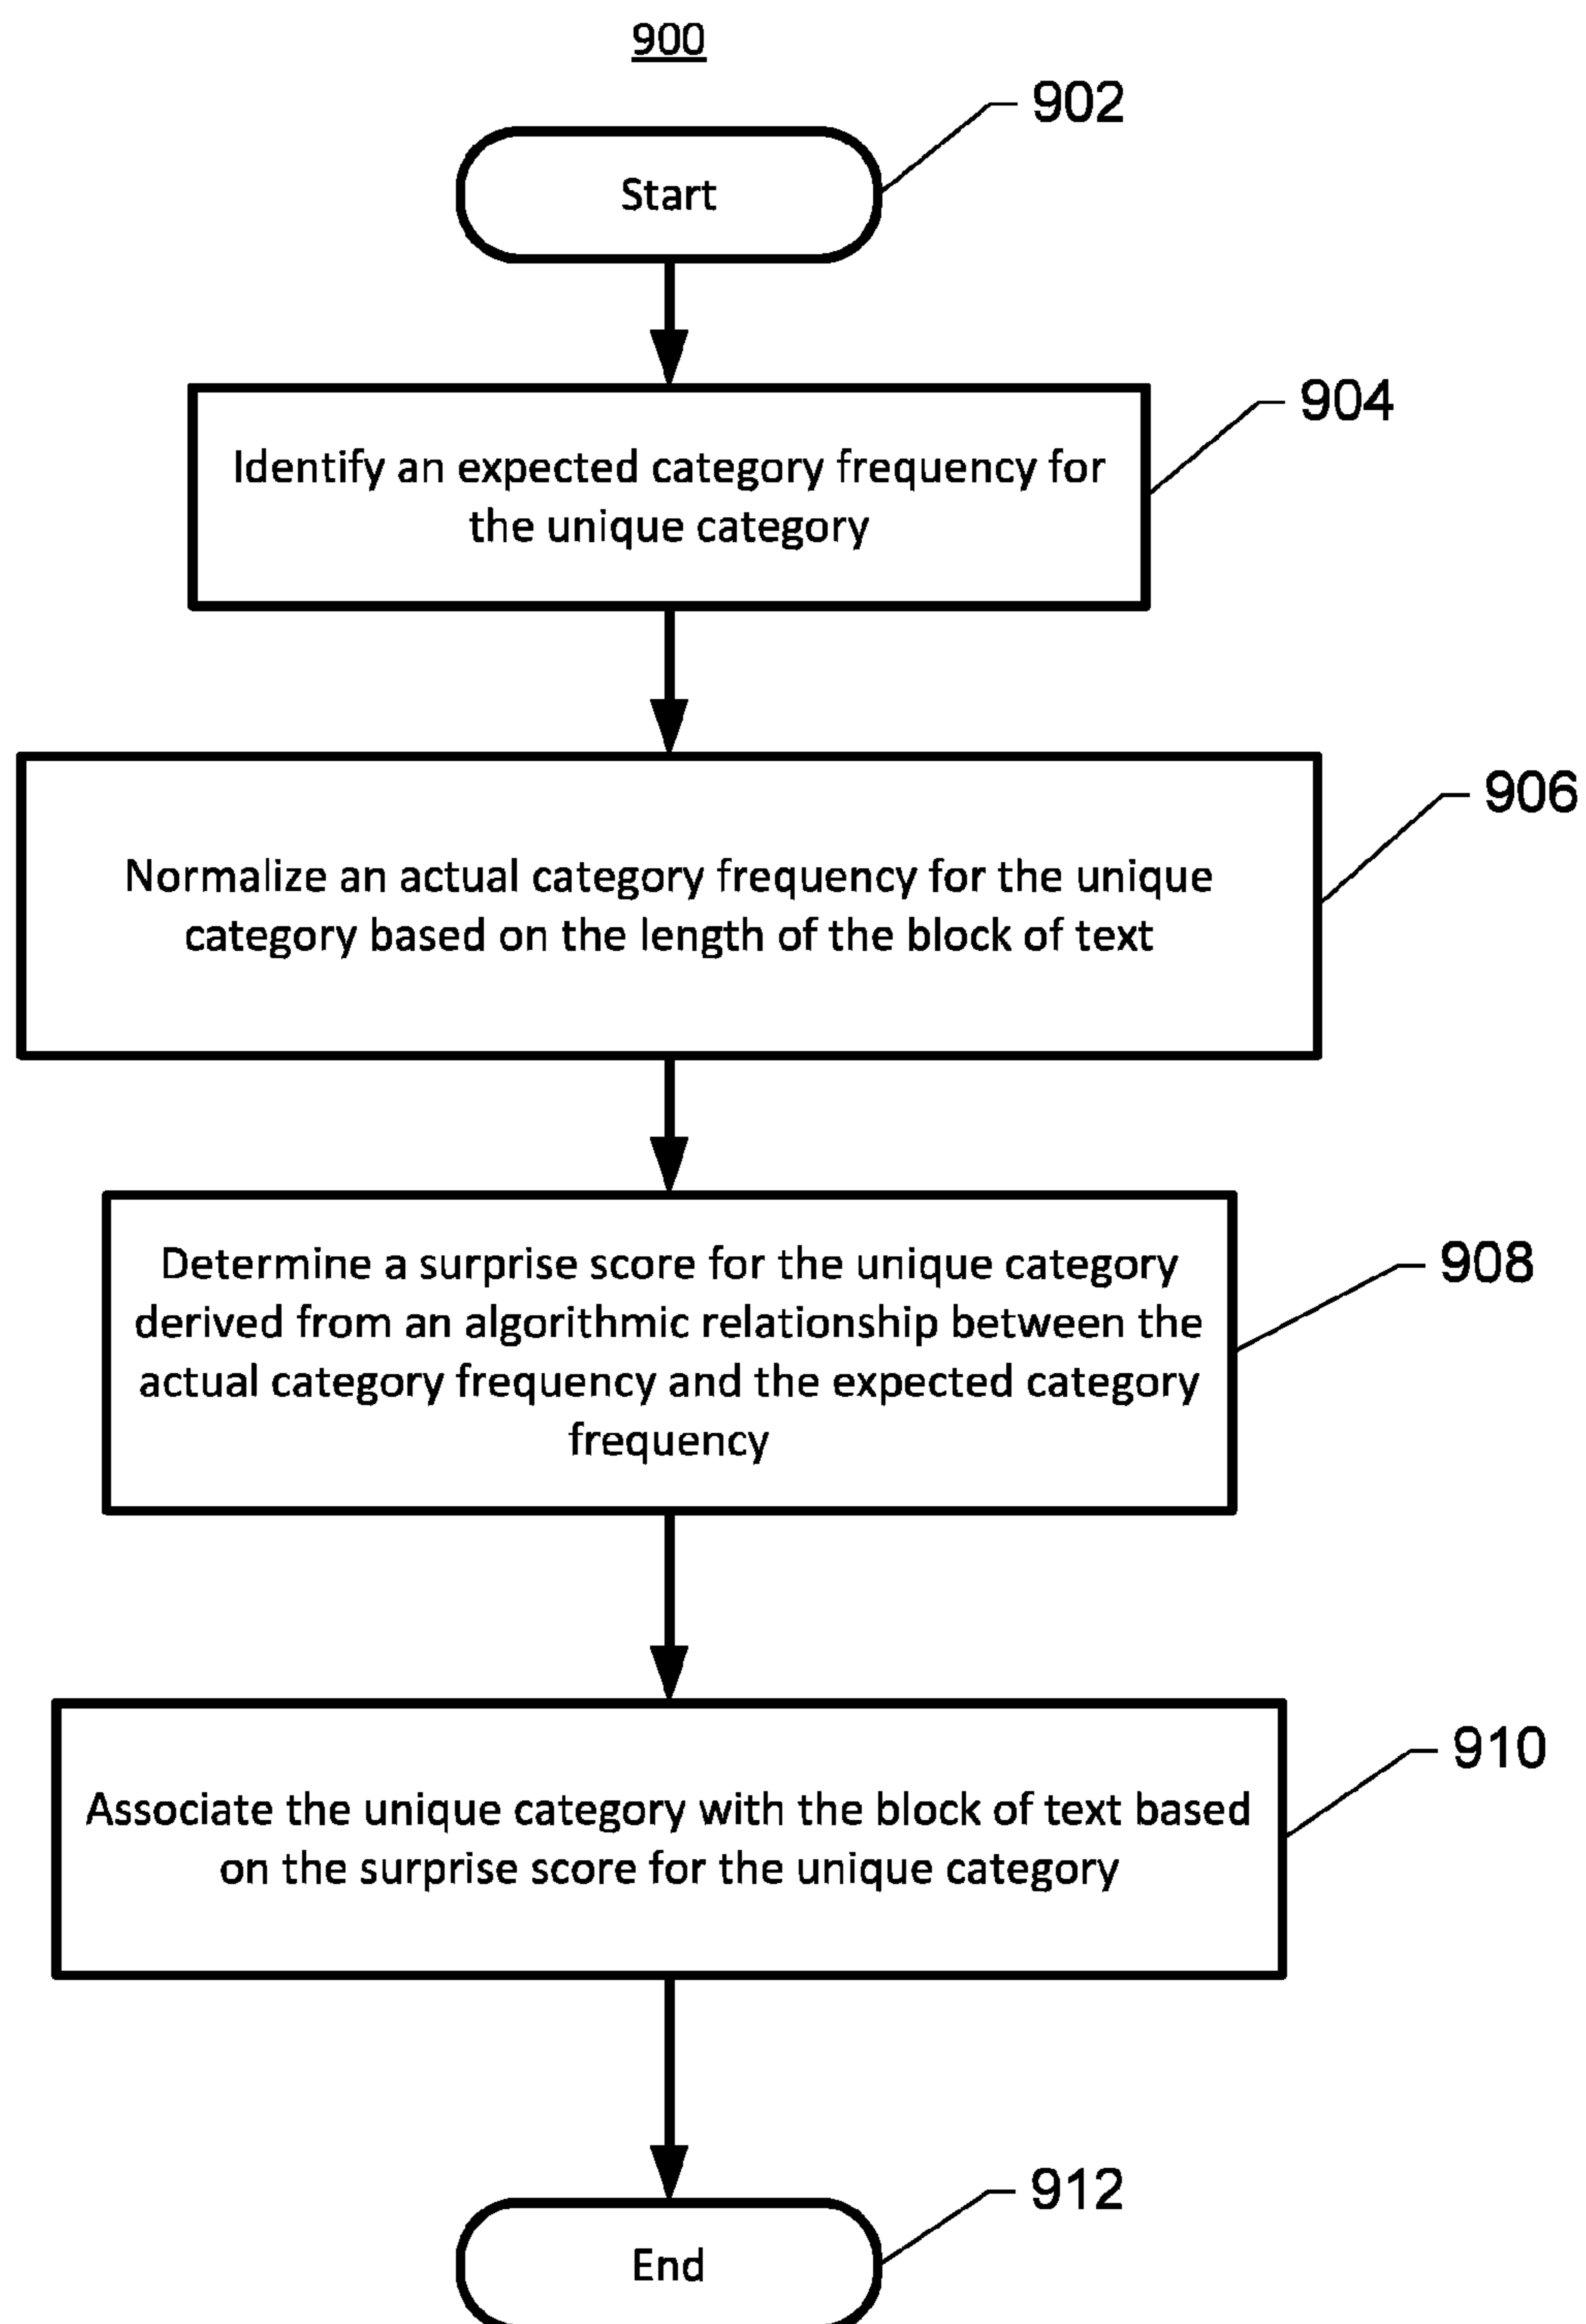 900
902
Start
904
Identify an expected category frequency for
the unique category
906
Normalize an actual category frequency for the unique
category based on the length of the block of text
908
Determine a surprise score for the unique category
derived from an algorithmic relationship between the
actual category frequency and the expected category
frequency
910
Associate the unique category with the block of text based
on the surprise score for the unique category
912
End